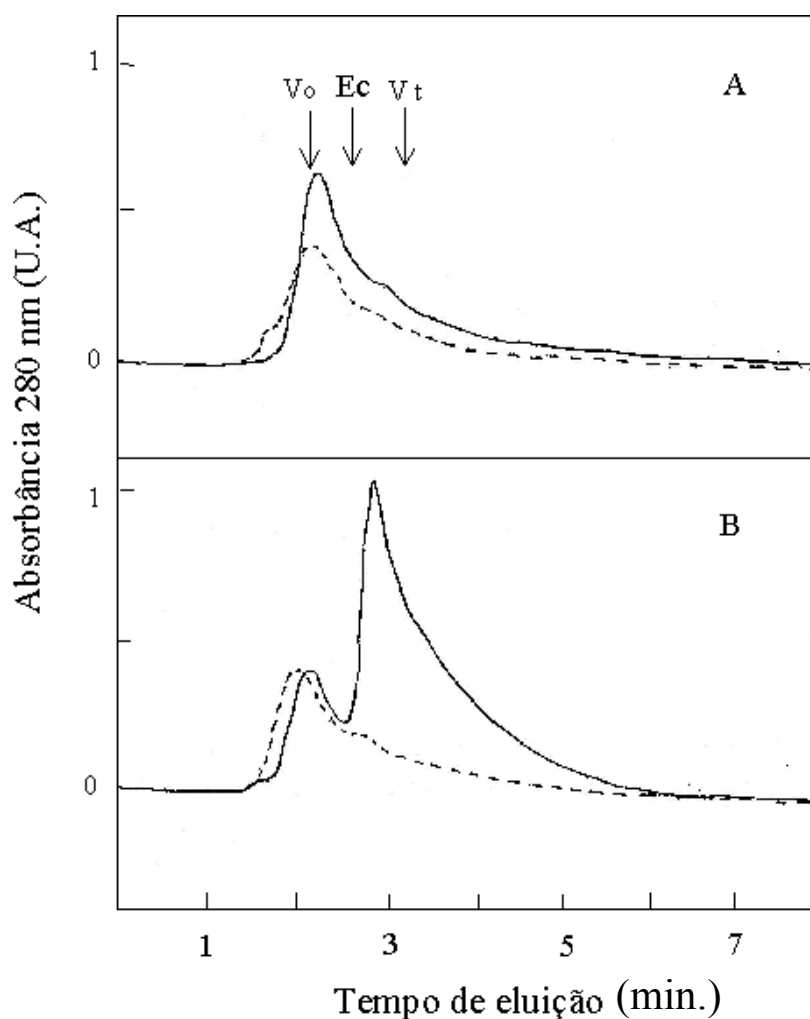 Absorbância 280 nm (U.A.)
1
Vo Ec Vt
A
0
1
B
0
1 3 5 7
Tempo de eluição (min.)